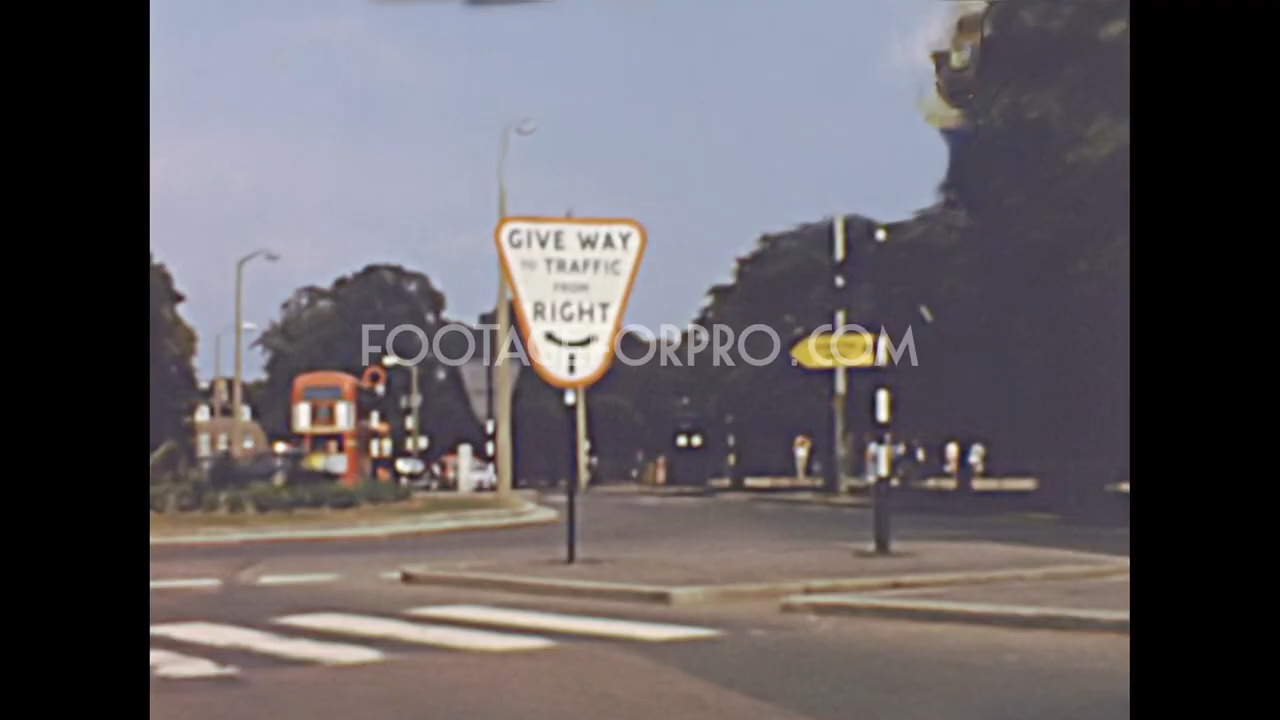 GIVE WAY
TO TRAFFIC
FROM
RIGHT
FOOTAGEFORPRO.COM